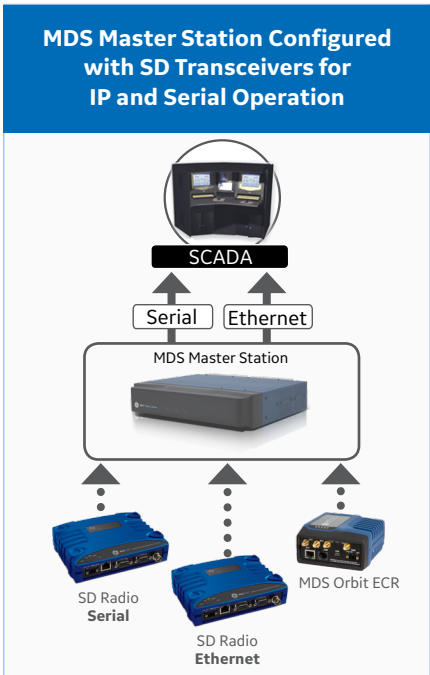 MDS Master Station Configured
with SD Transceivers for
IP and Serial Operation
SCADA
Serial
Ethernet
MDS Master Station
SD Radio
Serial
SD Radio
Ethernet
MDS Orbit ECR